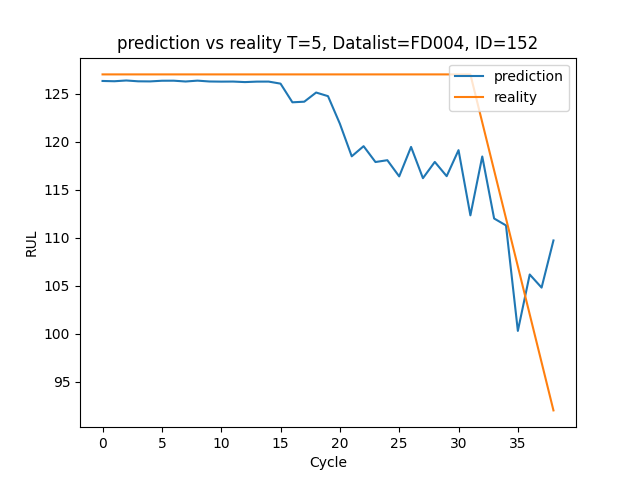 prediction vs reality T=5, Datalist=FD004, ID=152
prediction
reality
125
120
115
110
105
100
95
RUL
0 5 10 15 20 25 30 35
Cycle